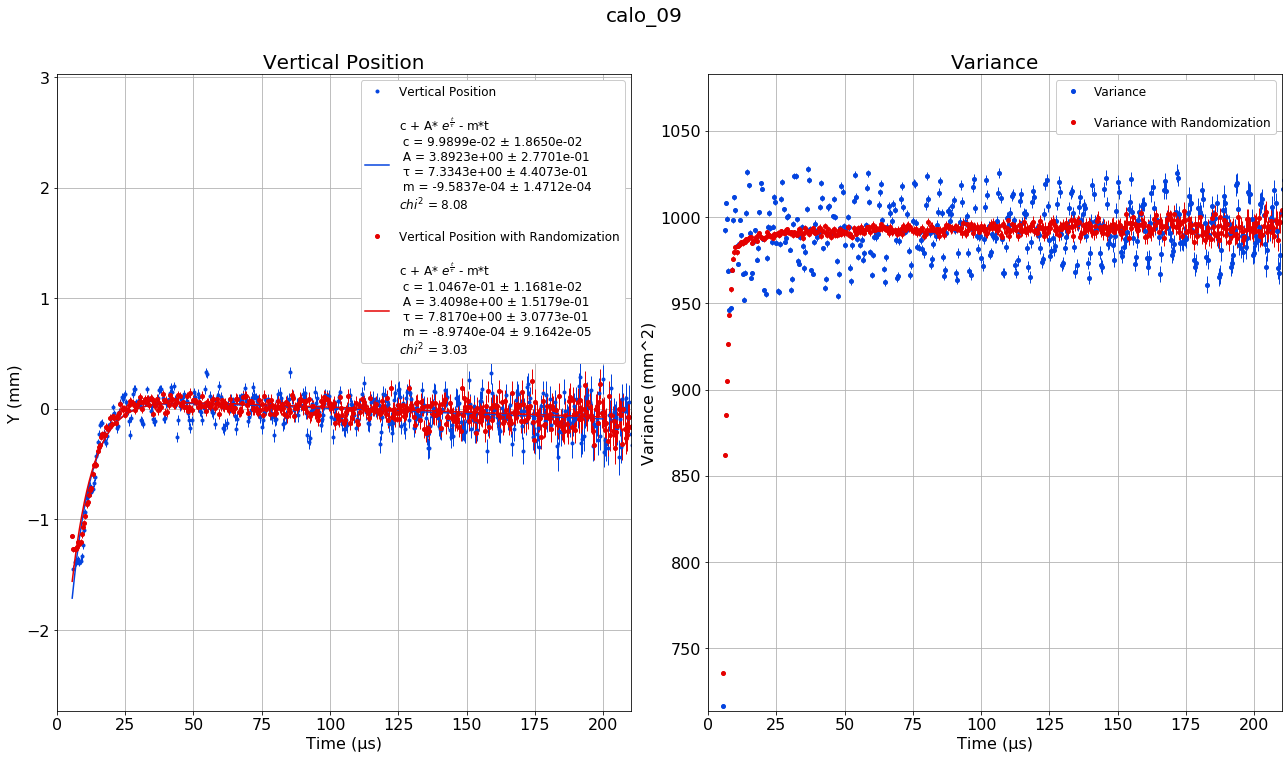 calo_09
Vertical Position
3
2
1
0
−1
−2
Y (mm)
0
25
50
75
100
125
150
175
200
Time (μs)
Vertical Position
c + A* - m*t
c = 9.9899e-02 ± 1.8650e-02
A = 3.8923e+00 ± 2.7701e-01
τ = 7.3343e+00 ± 4.4073e-01
m = -9.5837e-04 ± 1.4712e-04
chi² = 8.08
Vertical Position with Randomization
c + A* - m*t
c = 1.0467e-01 ± 1.1681e-02
A = 3.4098e+00 ± 1.5179e-01
τ = 7.8170e+00 ± 3.0773e-01
m = -8.9740e-04 ± 9.1642e-05
chi² = 3.03
Variance
1050
1000
950
900
850
800
750
Variance (mm^2)
0
25
50
75
100
125
150
175
200
Time (μs)
Variance
Variance with Randomization